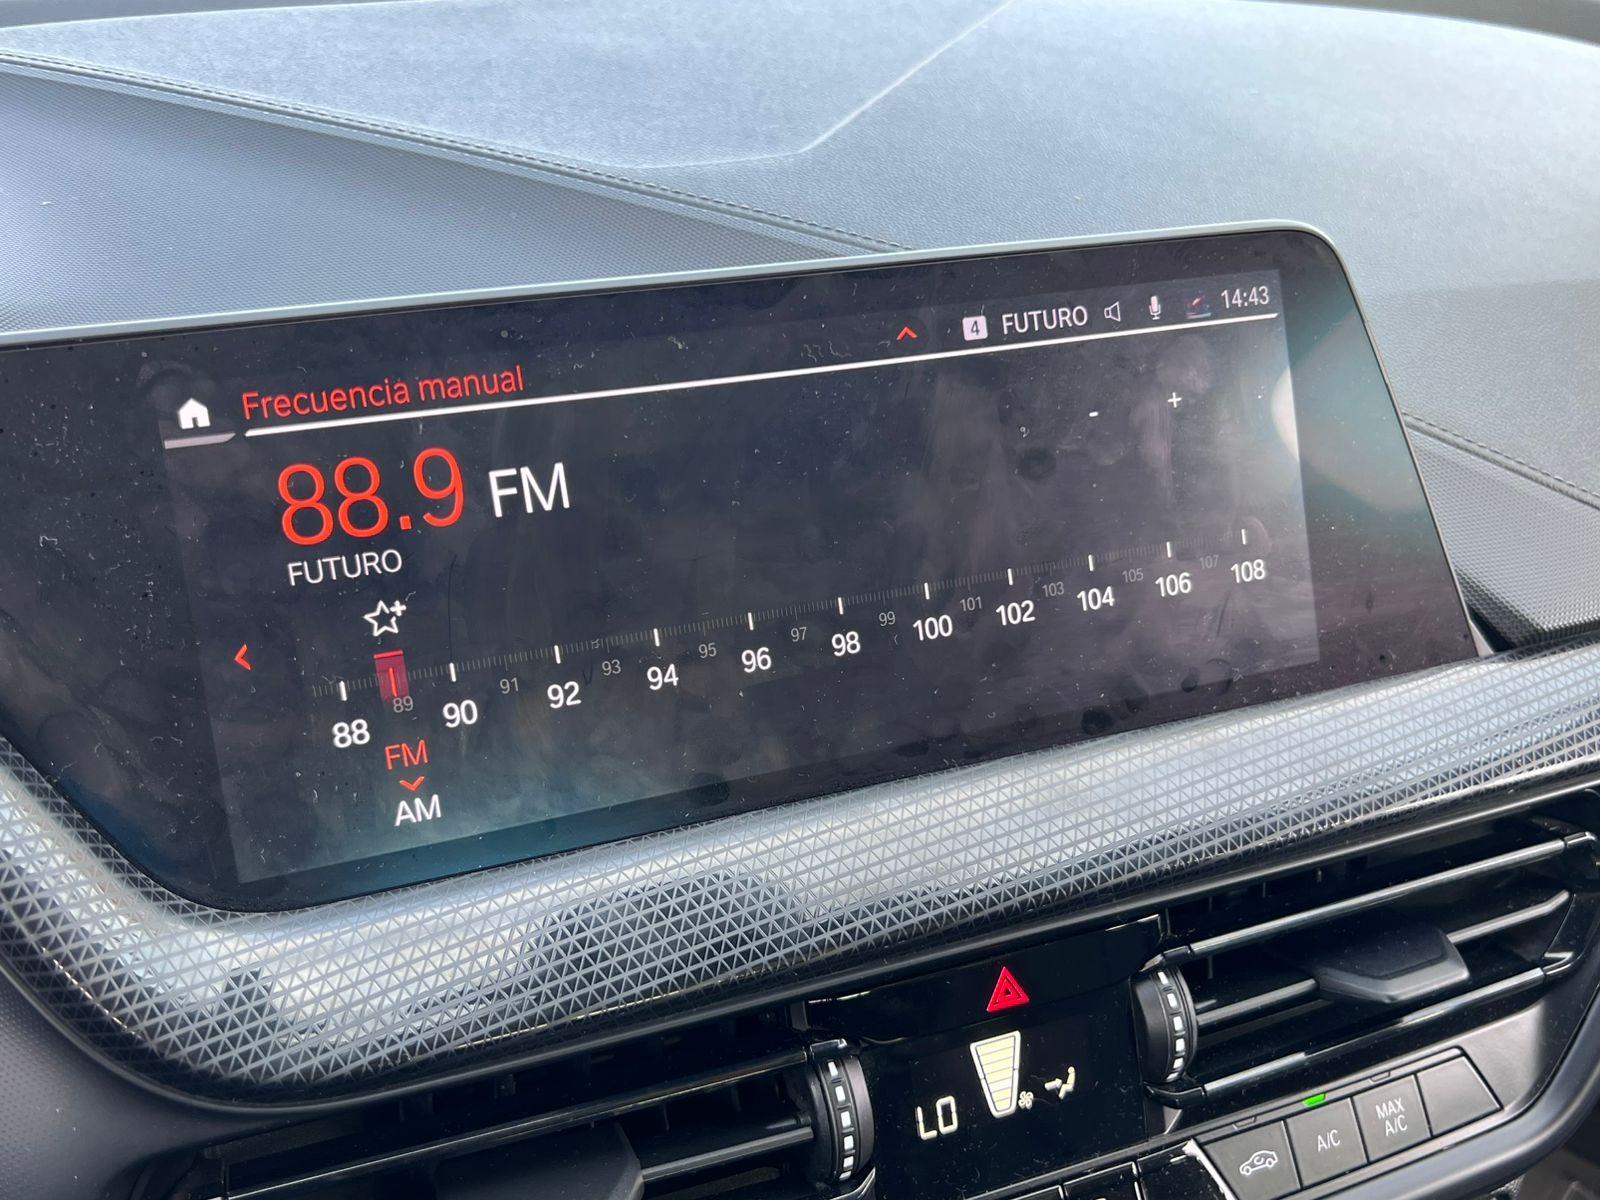 4 FUTURO 14:43
Frecuencia manual
- +
88.9 FM
FUTURO
88 89 90 91 92 93 94 95 96 97 98 99 100 101 102 103 104 105 106 107 108
FM
AM
LO
A/C
MAX
A/C